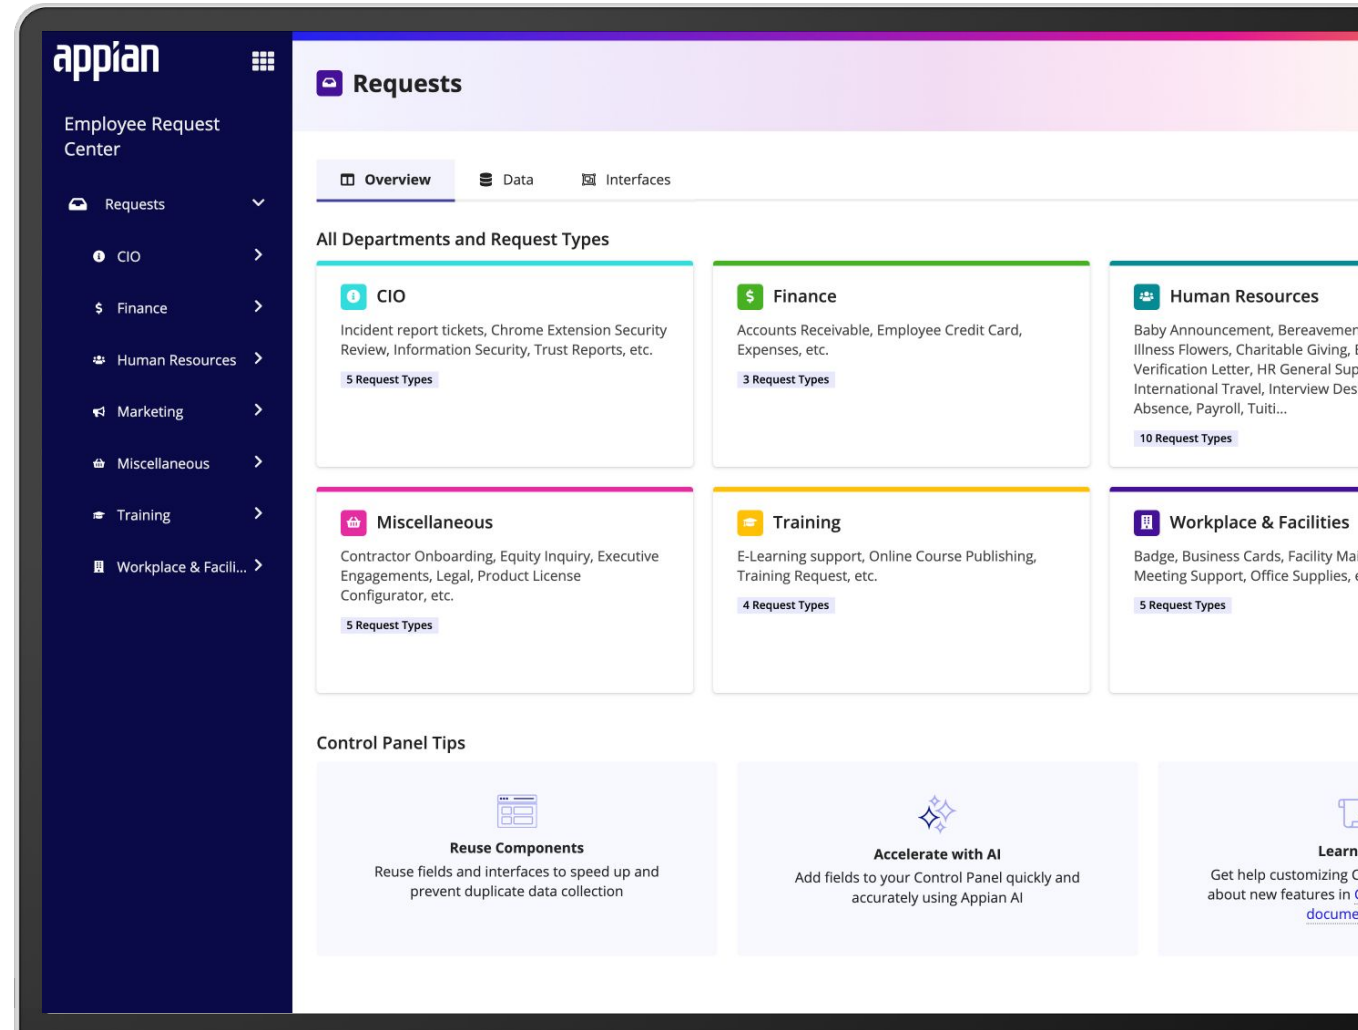 appian
Employee Request
Center
Requests
CIO
Finance
Human Resources
Marketing
Miscellaneous
Training
Workplace & Facili...
Requests
Overview
Data
Interfaces
All Departments and Request Types
CIO
Incident report tickets, Chrome Extension Security
Review, Information Security, Trust Reports, etc.
5 Request Types
Finance
Accounts Receivable, Employee Credit Card,
Expenses, etc.
3 Request Types
Human Resources
Baby Announcement,
Illness Flowers, Charitable Giving,
Verification Letter, HR General
International Travel, Interview
Absence, Payroll, Tuiti...
10 Request Types
Miscellaneous
Contractor Onboarding, Equity Inquiry, Executive
Engagements, Legal, Product License
Configurator, etc.
5 Request Types
Training
E-Learning support, Online Course Publishing,
Training Request, etc.
4 Request Types
Workplace & Facilities
Badge, Business Cards, Facility
Meeting Support, Office Supplies,
5 Request Types
Control Panel Tips
Reuse Components
Reuse fields and interfaces to speed up and
prevent duplicate data collection
Accelerate with AI
Add fields to your Control Panel quickly and
accurately using Appian AI
Learn
Get help customizing
about new features in